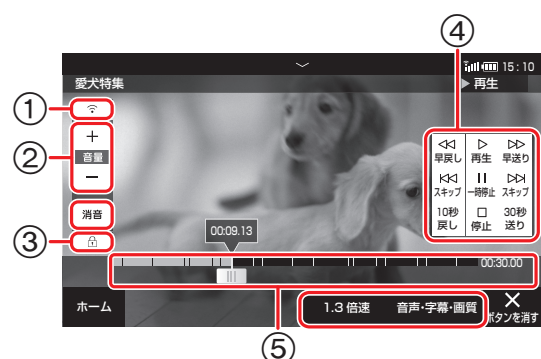 ④
15:10
愛犬特集
▶ 再生
①
＋
② 音量
－
消音
③
早戻し 再生 早送り
スキップ 一時停止 スキップ
10秒戻し 停止 30秒送り
00:09.13
00:30.00
ホーム
1.3 倍速 音声・字幕・画質
ボタンを消す
⑤